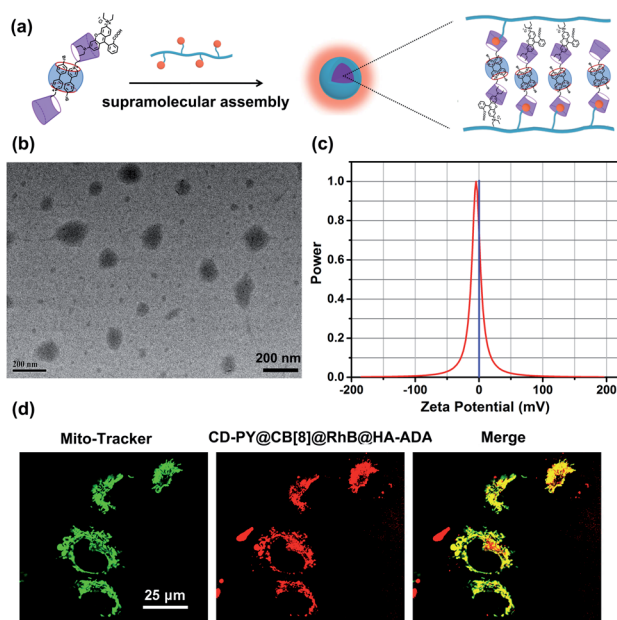 (a)
supramolecular assembly
(b)
200 nm
200 nm
(c)
Power
1.0
0.8
0.6
0.4
0.2
0.0
-200
-100
0
100
200
Zeta Potential (mV)
(d)
Mito-Tracker
CD-PY@CB[8]@RhB@HA-ADA
Merge
25 μm